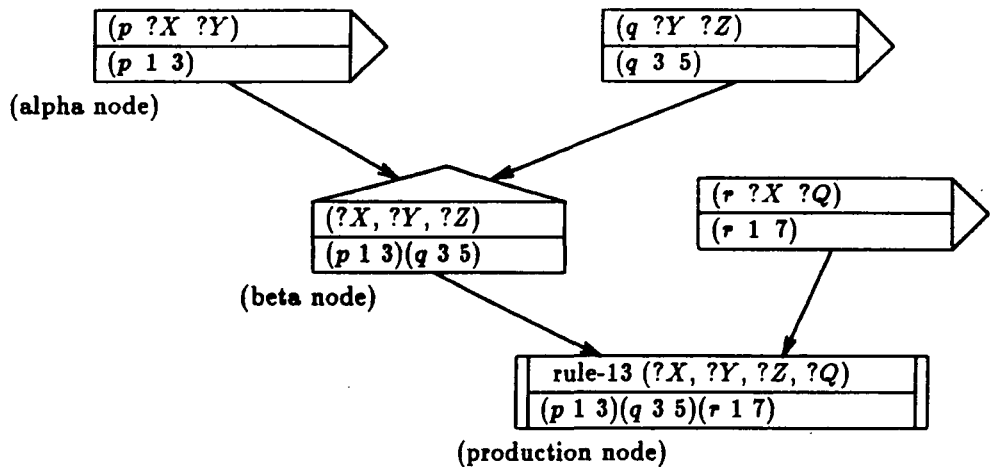 (p ?X ?Y)
(p 1 3)
(alpha node)
(q ?Y ?Z)
(q 3 5)
(?X, ?Y, ?Z)
(p 1 3)(q 3 5)
(beta node)
(r ?X ?Q)
(r 1 7)
rule-13 (?X, ?Y, ?Z, ?Q)
(p 1 3)(q 3 5)(r 1 7)
(production node)